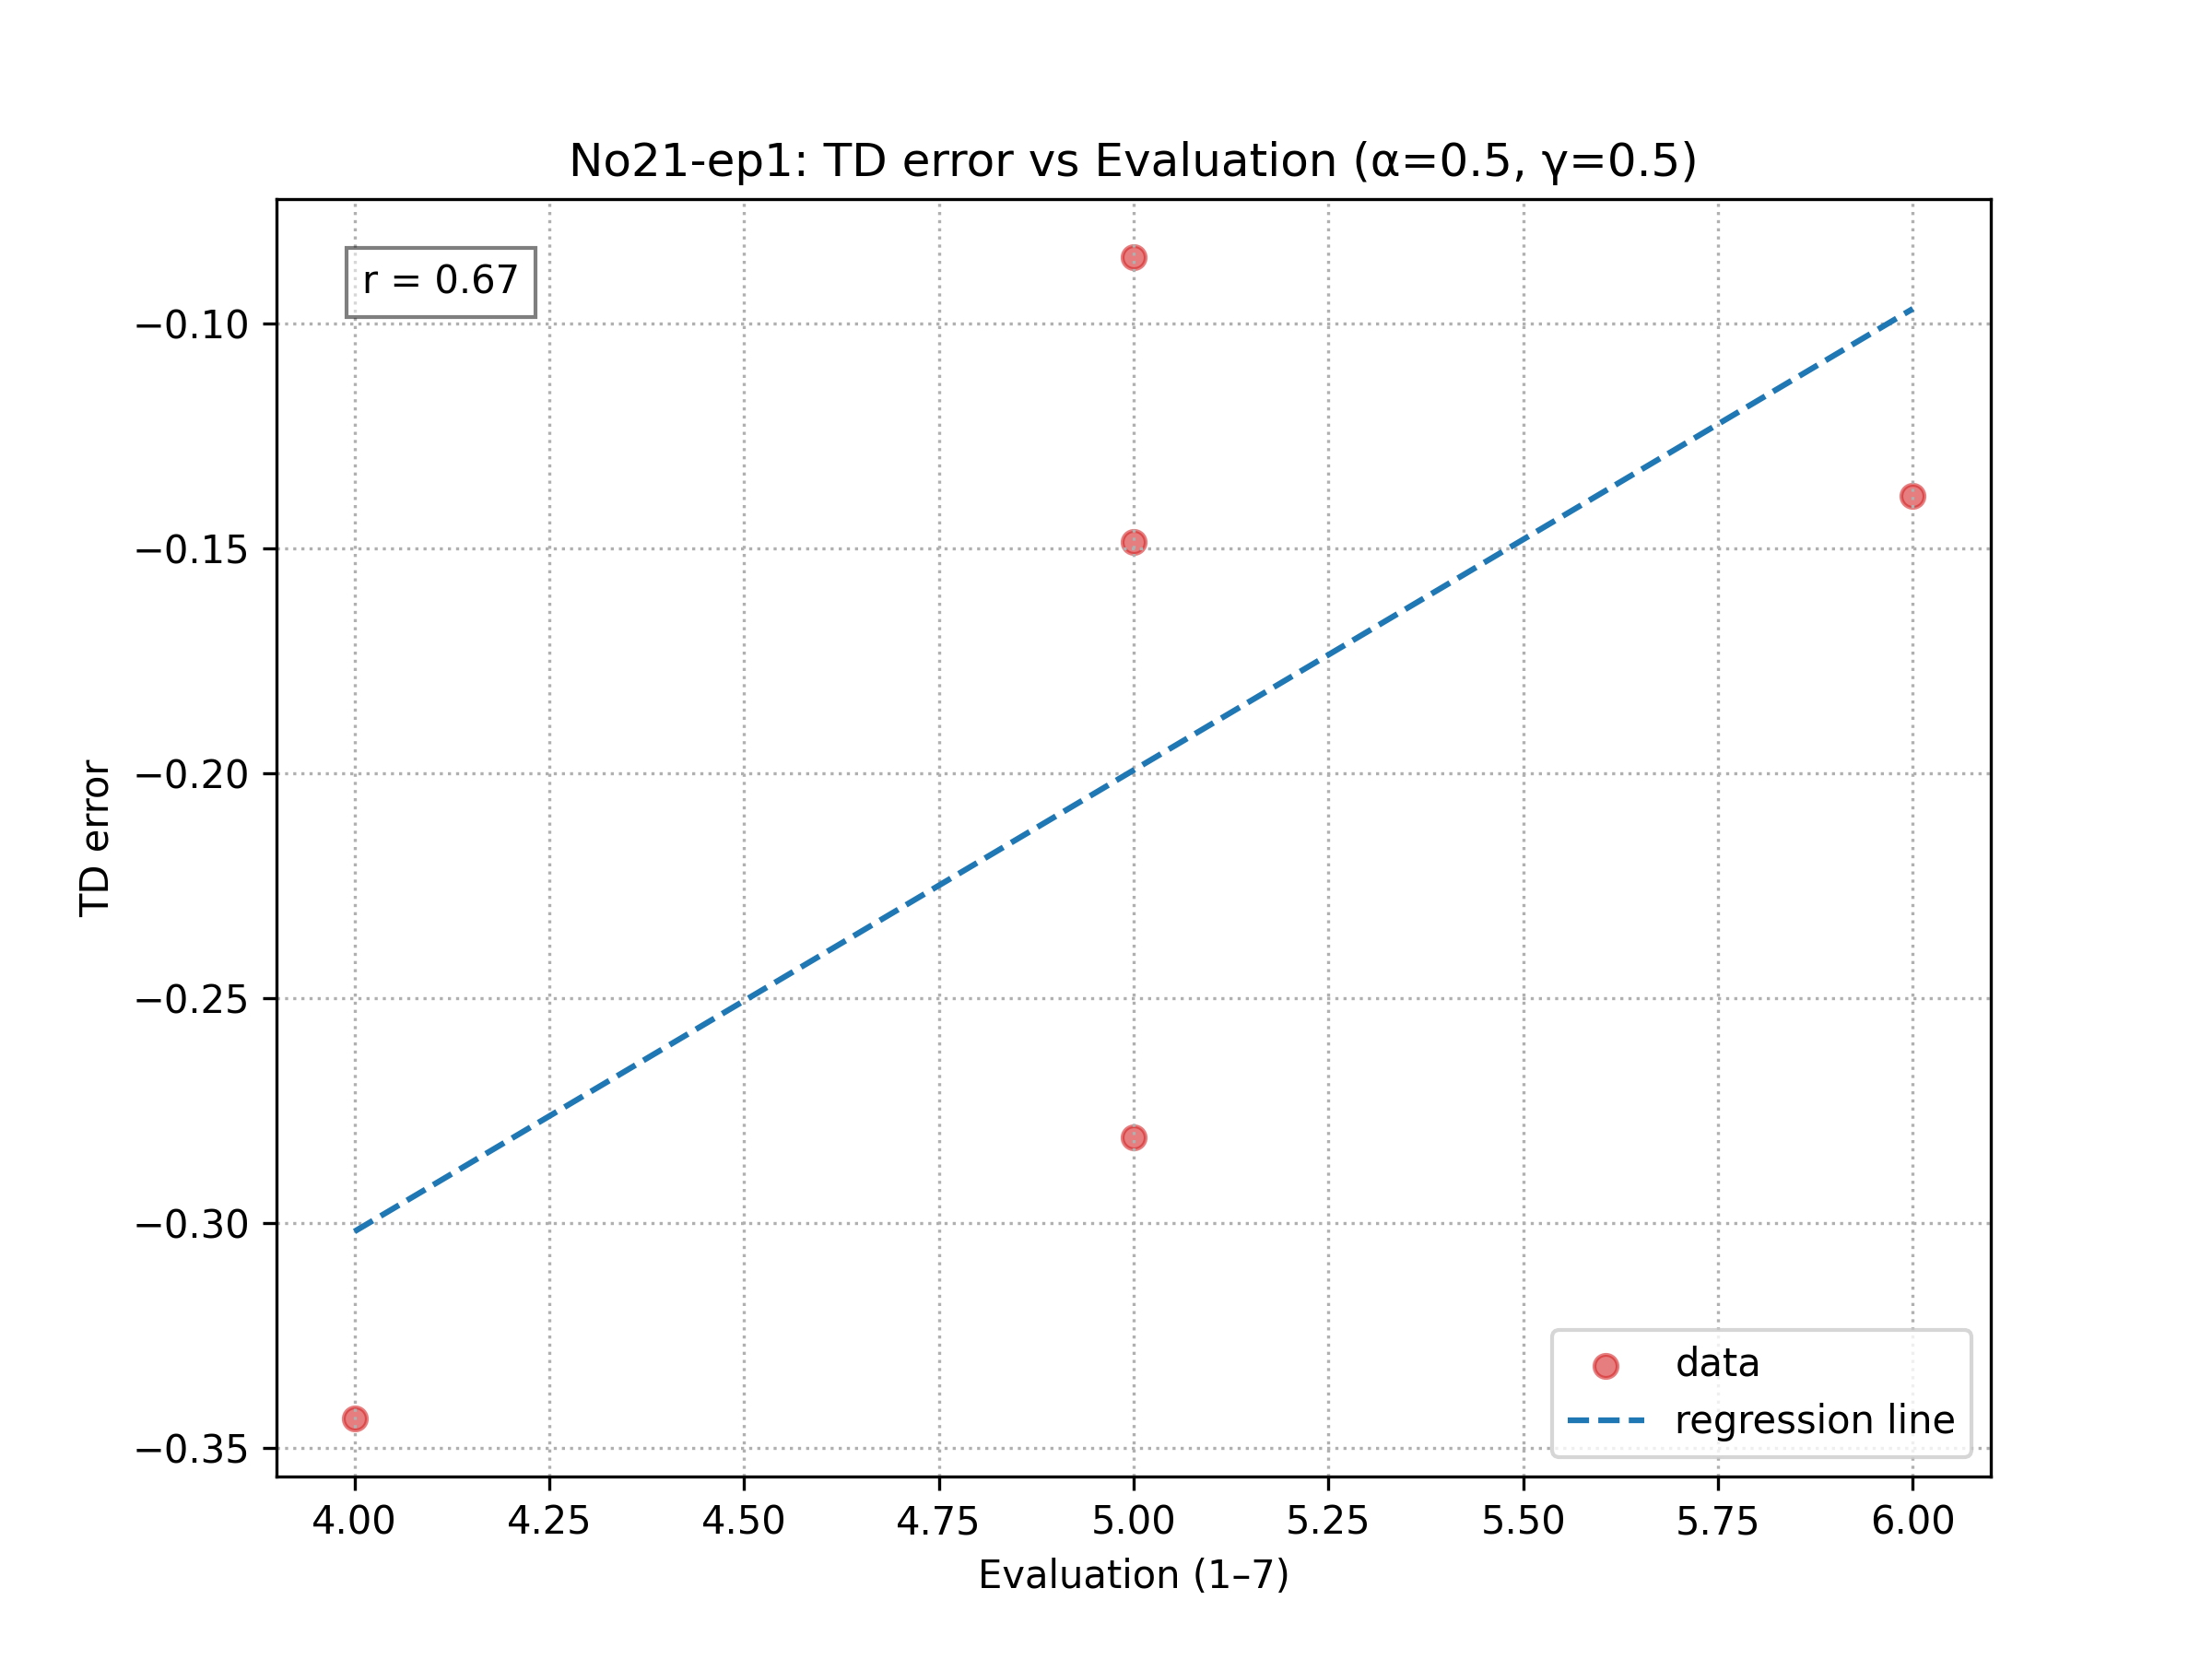 No21-ep1: TD error vs Evaluation (α=0.5, γ=0.5)
r = 0.67
−0.10
−0.15
−0.20
−0.25
−0.30
−0.35
TD error
data
regression line
4.00 4.25 4.50 4.75 5.00 5.25 5.50 5.75 6.00
Evaluation (1–7)